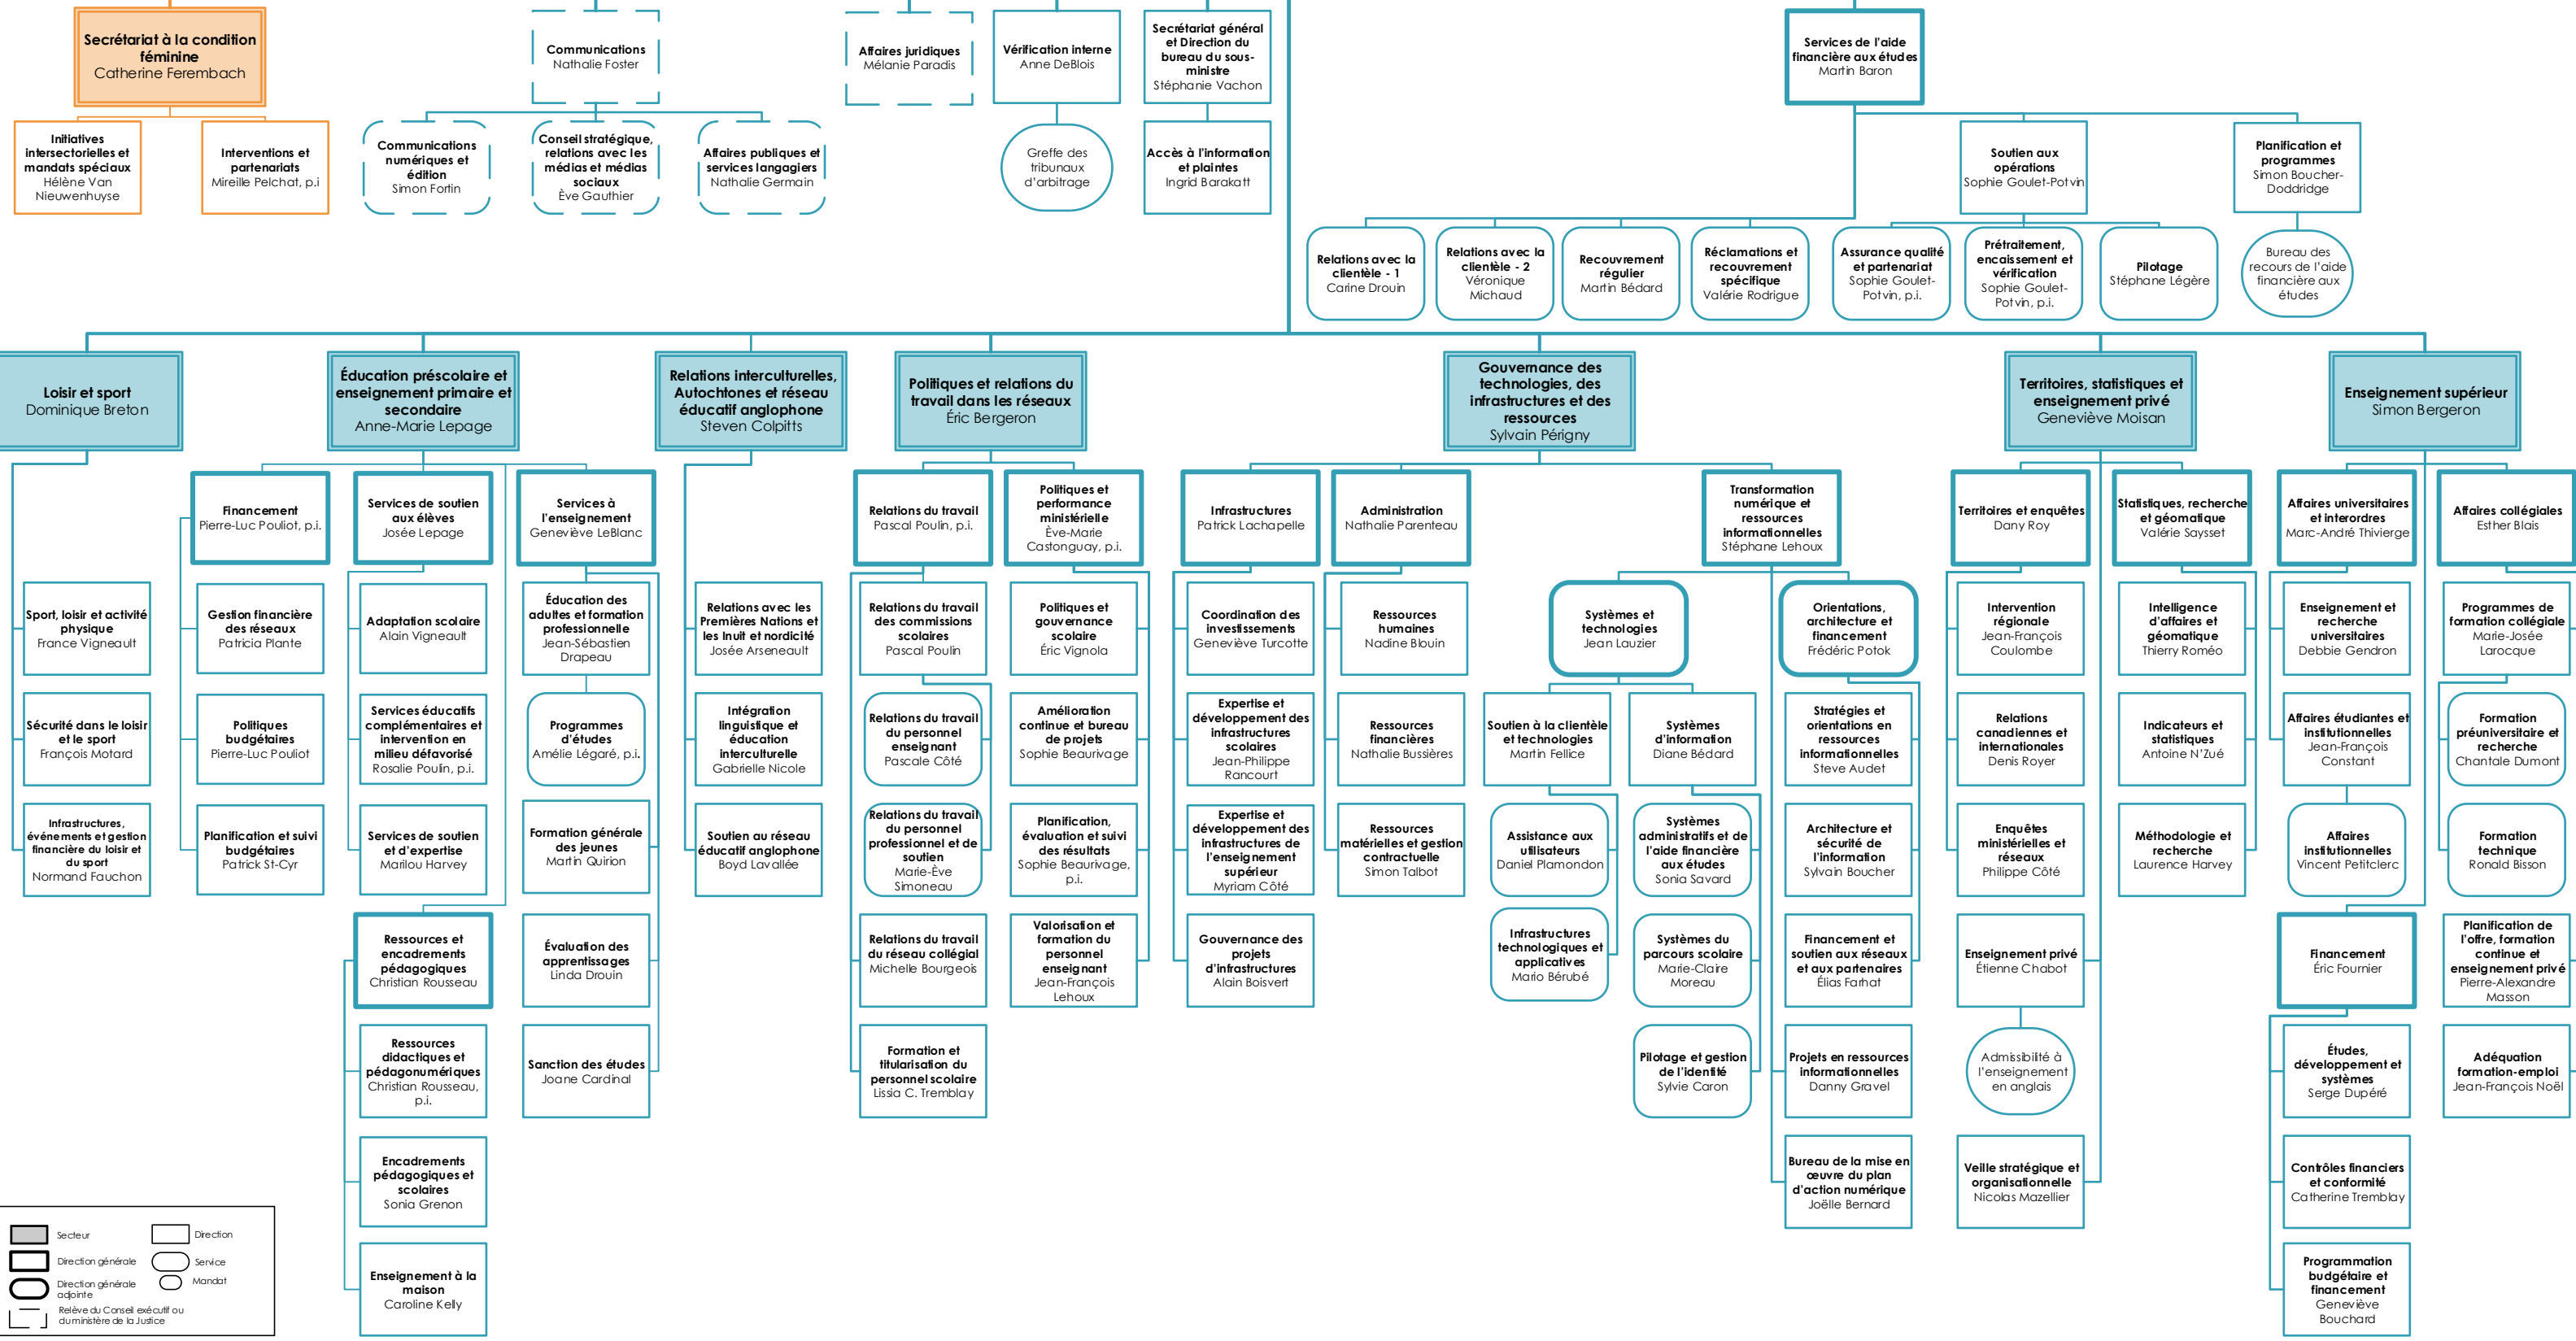 Secrétariat à la condition
féminine
Catherine Ferembach
Initiatives
intersectorielles et
mandats spéciaux
Hélène Van
Nieuwenhuyse
Interventions et
partenariats
Mireille Pelchat, p.i
Communications
Nathalie Foster
Communications
numériques et
édition
Simon Fortin
Conseil stratégique,
relations avec les
médias et médias
sociaux
Ève Gauthier
Affaires publiques et
services langagiers
Nathalie Germain
Affaires juridiques
Mélanie Paradis
Vérification interne
Anne DeBlois
Greffe des
tribunaux
d'arbitrage
Secrétariat général
et Direction du
bureau du sous-
ministre
Stéphanie Vachon
Accès à l'information
et plaintes
Ingrid Barakatt
Services de l'aide
financière aux études
Martin Baron
Soutien aux
opérations
Sophie Goulet-Potvin
Planification et
programmes
Simon Boucher-
Doddridge
Relations avec la
clientèle - 1
Carine Drouin
Relations avec la
clientèle - 2
Véronique
Michaud
Recouvrement
régulier
Martin Bédard
Réclamations et
recouvrement
spécifique
Valérie Rodrigue
Assurance qualité
et partenariat
Sophie Goulet-
Potvin, p.i.
Prétraitement,
encaissement et
vérification
Sophie Goulet-
Potvin, p.i.
Pilotage
Stéphane Légère
Bureau des
recours de l'aide
financière aux
études
Loisir et sport
Dominique Breton
Sport, loisir et activité
physique
France Vigneault
Sécurité dans le loisir
et le sport
François Motard
Infrastructures,
événements et gestion
financière du loisir et
du sport
Normand Fauchon
Éducation préscolaire et
enseignement primaire et
secondaire
Anne-Marie Lepage
Financement
Pierre-Luc Pouliot, p.i.
Gestion financière
des réseaux
Patricia Plante
Politiques
budgétaires
Pierre-Luc Pouliot
Planification et suivi
budgétaires
Patrick St-Cyr
Services de soutien
aux élèves
Josée Lepage
Adaptation scolaire
Alain Vigneault
Services éducatifs
complémentaires et
intervention en
milieu défavorisé
Rosalie Poulin, p.i.
Services de soutien
et d'expertise
Marilou Harvey
Ressources et
encadrements
pédagogiques
Christian Rousseau
Ressources
didactiques et
pédagonumériques
Christian Rousseau,
p.i.
Encadrements
pédagogiques et
scolaires
Sonia Grenon
Enseignement à la
maison
Caroline Kelly
Services à
l'enseignement
Geneviève LeBlanc
Éducation des
adultes et formation
professionnelle
Jean-Sébastien
Drapeau
Programmes
d'études
Amélie Légaré, p.i.
Formation générale
des jeunes
Martin Quirion
Évaluation des
apprentissages
Linda Drouin
Sanction des études
Joane Cardinal
Relations interculturelles,
Autochtones et réseau
éducatif anglophone
Steven Colpitts
Relations avec les
Premières Nations et
les Inuit et nordicité
Josée Arseneault
Intégration
linguistique et
éducation
interculturelle
Gabrielle Nicole
Soutien au réseau
éducatif anglophone
Boyd Lavallée
Politiques et relations du
travail dans les réseaux
Éric Bergeron
Relations du travail
Pascal Poulin, p.i.
Relations du travail
des commissions
scolaires
Pascal Poulin
Relations du travail
du personnel
enseignant
Pascale Côté
Relations du travail
du personnel
professionnel et de
soutien
Marie-Ève
Simoneau
Relations du travail
du réseau collégial
Michelle Bourgeois
Formation et
titularisation du
personnel scolaire
Lissia C. Tremblay
Politiques et
performance
ministérielle
Ève-Marie
Castonguay, p.i.
Politiques et
gouvernance
scolaire
Éric Vignola
Amélioration
continue et bureau
de projets
Sophie Beaurivage
Planification,
évaluation et suivi
des résultats
Sophie Beaurivage,
p.i.
Valorisation et
formation du
personnel
enseignant
Jean-François
Lehoux
Gouvernance des
technologies, des
infrastructures et des
ressources
Sylvain Périgny
Infrastructures
Patrick Lachapelle
Coordination des
investissements
Geneviève Turcotte
Expertise et
développement des
infrastructures
scolaires
Jean-Philippe
Rancourt
Expertise et
développement des
infrastructures de
l'enseignement
supérieur
Myriam Côté
Gouvernance des
projets
d'infrastructures
Alain Boisvert
Administration
Nathalie Parenteau
Ressources
humaines
Nadine Blouin
Ressources
financières
Nathalie Bussières
Ressources
matérielles et gestion
contractuelle
Simon Talbot
Transformation
numérique et
ressources
informationnelles
Stéphane Lehoux
Systèmes et
technologies
Jean Lauzier
Soutien à la clientèle
et technologies
Martin Fellice
Assistance aux
utilisateurs
Daniel Plamondon
Infrastructures
technologiques et
applicatives
Mario Bérubé
Systèmes
d'information
Diane Bédard
Systèmes
administratifs et de
l'aide financière
aux études
Sonia Savard
Systèmes du
parcours scolaire
Marie-Claire
Moreau
Pilotage et gestion
de l'identité
Sylvie Caron
Orientations,
architecture et
financement
Frédéric Potok
Stratégies et
orientations en
ressources
informationnelles
Steve Audet
Architecture et
sécurité de
l'information
Sylvain Boucher
Financement et
soutien aux réseaux
et aux partenaires
Élias Farhat
Projets en ressources
informationnelles
Danny Gravel
Bureau de la mise en
œuvre du plan
d'action numérique
Joëlle Bernard
Territoires, statistiques et
enseignement privé
Geneviève Moisan
Territoires et enquêtes
Dany Roy
Intervention
régionale
Jean-François
Coulombe
Relations
canadiennes et
internationales
Denis Royer
Enquêtes
ministérielles et
réseaux
Philippe Côté
Enseignement privé
Étienne Chabot
Admissibilité à
l'enseignement
en anglais
Veille stratégique et
organisationnelle
Nicolas Mazellier
Statistiques, recherche
et géomatique
Valérie Saysset
Intelligence
d'affaires et
géomatique
Thierry Roméo
Indicateurs et
statistiques
Antoine N'Zué
Méthodologie et
recherche
Laurence Harvey
Enseignement supérieur
Simon Bergeron
Affaires universitaires
et interordres
Marc-André Thivierge
Enseignement et
recherche
universitaires
Debbie Gendron
Affaires étudiantes et
institutionnelles
Jean-François
Constant
Affaires
institutionnelles
Vincent Petitclerc
Financement
Éric Fournier
Études,
développement et
systèmes
Serge Dupéré
Contrôles financiers
et conformité
Catherine Tremblay
Programmation
budgétaire et
financement
Geneviève
Bouchard
Affaires collégiales
Esther Blais
Programmes de
formation collégiale
Marie-Josée
Larocque
Formation
préuniversitaire et
recherche
Chantale Dumont
Formation
technique
Ronald Bisson
Planification de
l'offre, formation
continue et
enseignement privé
Pierre-Alexandre
Masson
Adéquation
formation-emploi
Jean-François Noël
Secteur
Direction
Direction générale
Service
Direction générale
adjointe
Mandat
Relève du Conseil exécutif ou
du ministère de la Justice